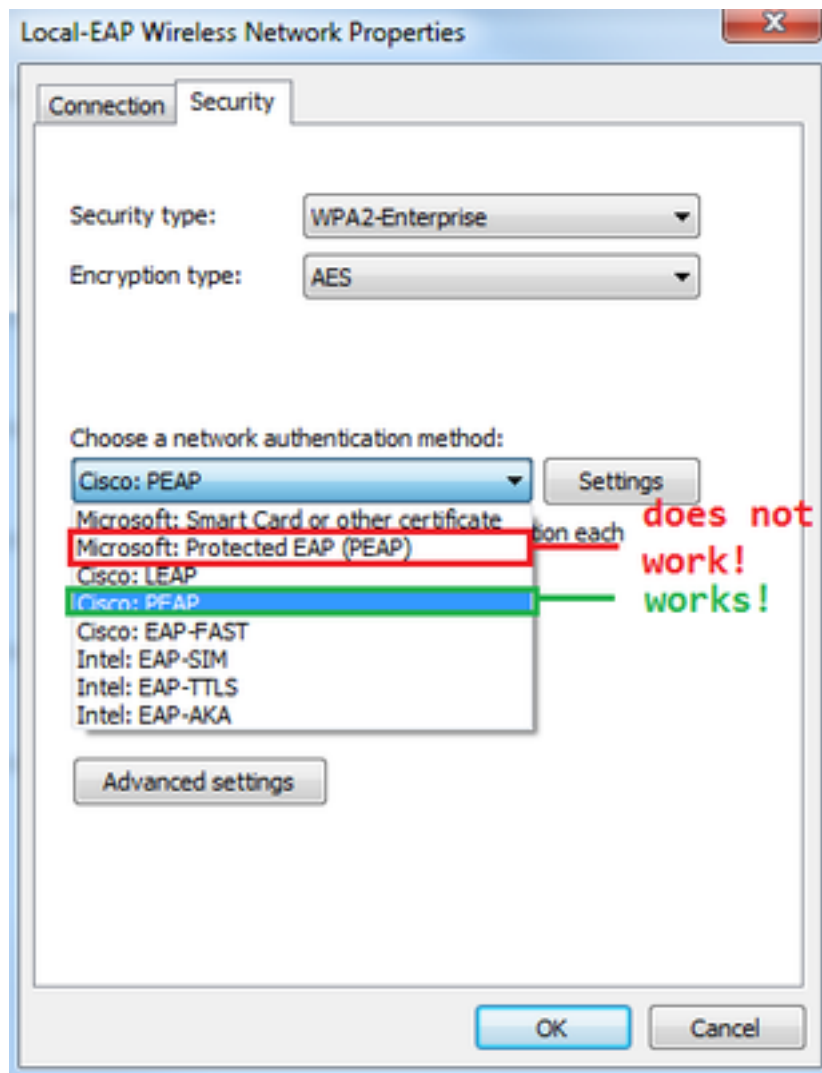 Local-EAP Wireless Network Properties
X
Connection Security
Security type: WPA2-Enterprise
Encryption type: AES
Choose a network authentication method:
Cisco: PEAP Settings
Microsoft: Smart Card or other certificate
tion each
does not
Microsoft: Protected EAP (PEAP)
work!
Cisco: LEAP
Cisco: PEAP works!
Cisco: EAP-FAST
Intel: EAP-SIM
Intel: EAP-TTLS
Intel: EAP-AKA
Advanced settings
OK Cancel